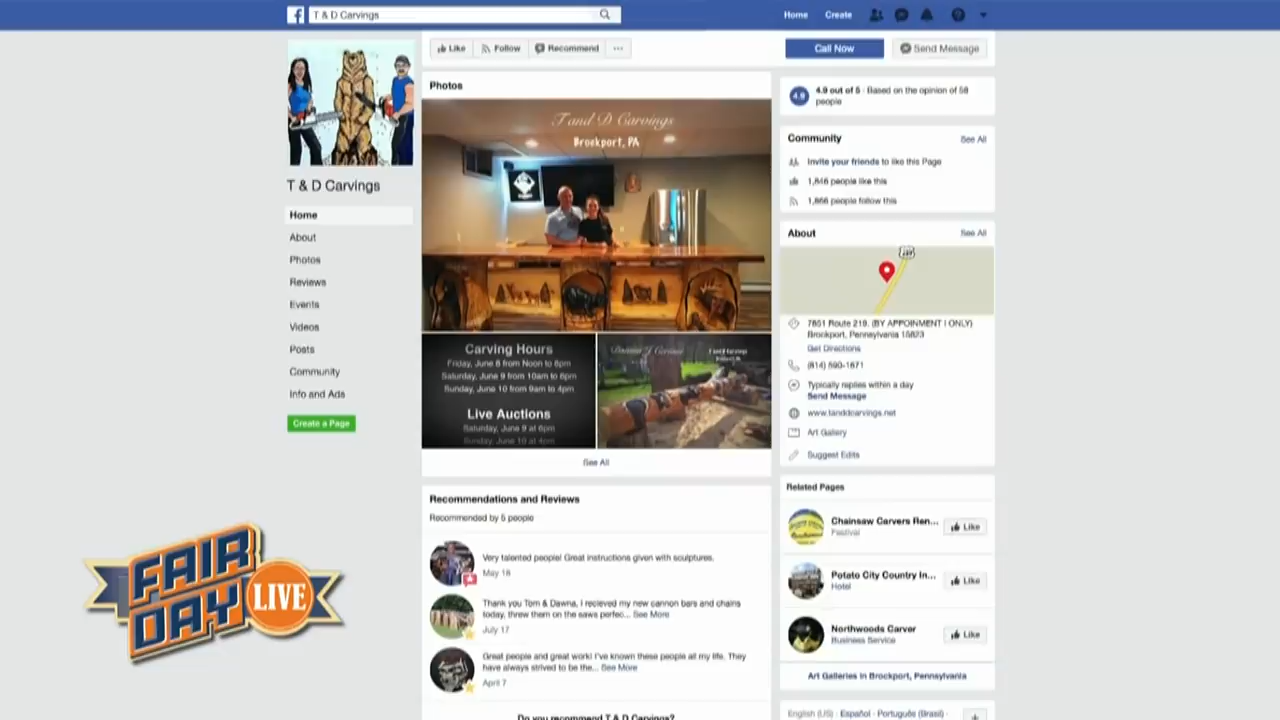 T & D Carvings
Home
Create
Like
Follow
Recommend
Call Now
Send Message
T & D Carvings
Home
About
Photos
Reviews
Events
Videos
Posts
Community
Info and Ads
Create a Page
Photos
T and D Carvings
Brockport, PA
Carving Hours
Friday, June 8 from Noon to 8pm
Saturday, June 9 from 10am to 6pm
Sunday, June 10 from 9am to 4pm
Live Auctions
Saturday, June 9 at 6pm
Sunday, June 10 at 4pm
See All
Recommendations and Reviews
Recommended by 5 people
Very talented people! Great instructions given with sculptures.
May 18
Thank you Tom & Dawna, I recieved my new cannon bars and chains
today, threw them on the saws perfec... See More
July 17
Great people and great work! I've known these people all my life. They
have always strived to be the... See More
April 7
Do you recommend T & D Carvings?
4.9
4.9 out of 5 · Based on the opinion of 58
people
Community
See All
Invite your friends to like this Page
1,846 people like this
1,866 people follow this
About
See All
219
7851 Route 219. (BY APPOINMENT I ONLY)
Brockport, Pennsylvania 15823
Get Directions
(814) 590-1671
Typically replies within a day
Send Message
www.tanddcarvings.net
Art Gallery
Suggest Edits
Related Pages
Chainsaw Carvers Ren...
Festival
Like
Potato City Country In...
Hotel
Like
Northwoods Carver
Business Service
Like
Art Galleries in Brockport, Pennsylvania
English (US) · Español · Português (Brasil) ·
FAIR
DAY
LIVE